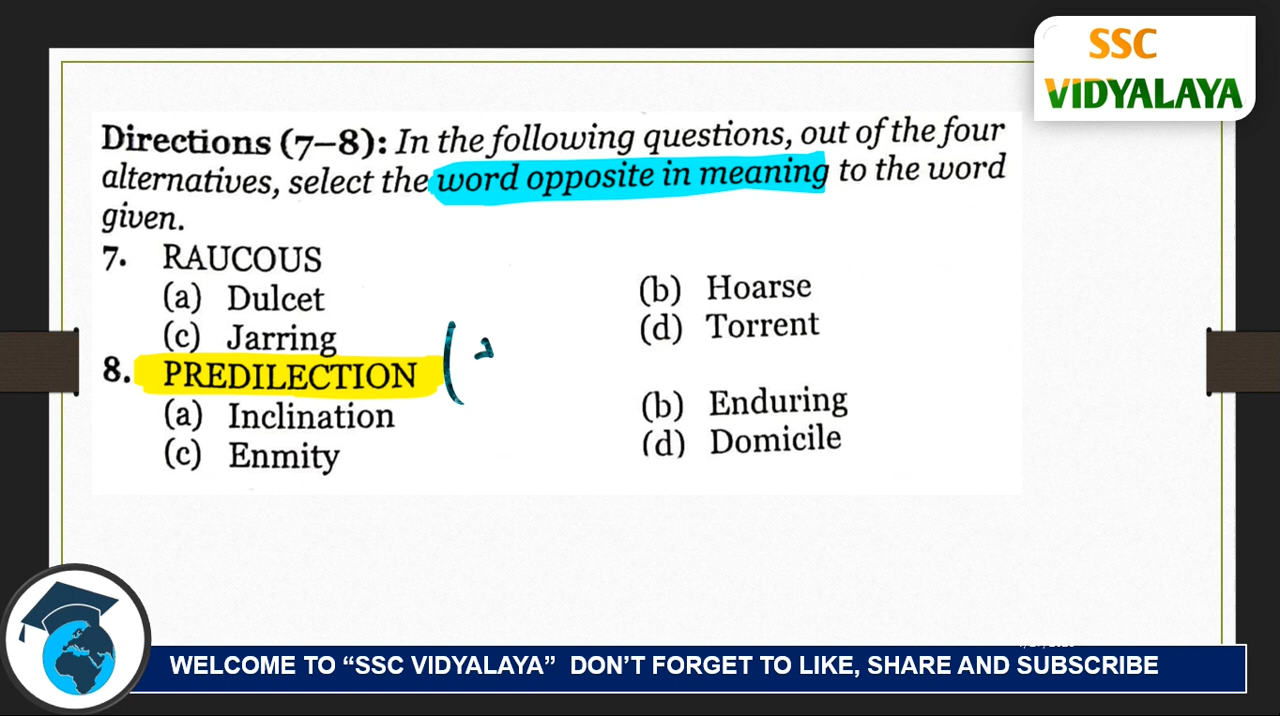 SSC
VIDYALAYA
Directions (7–8): In the following questions, out of the four
alternatives, select the word opposite in meaning to the word
given.
7. RAUCOUS
(a) Dulcet
(b) Hoarse
(c) Jarring
(d) Torrent
8. PREDILECTION
(a) Inclination
(b) Enduring
(c) Enmity
(d) Domicile
WELCOME TO “SSC VIDYALAYA” DON’T FORGET TO LIKE, SHARE AND SUBSCRIBE